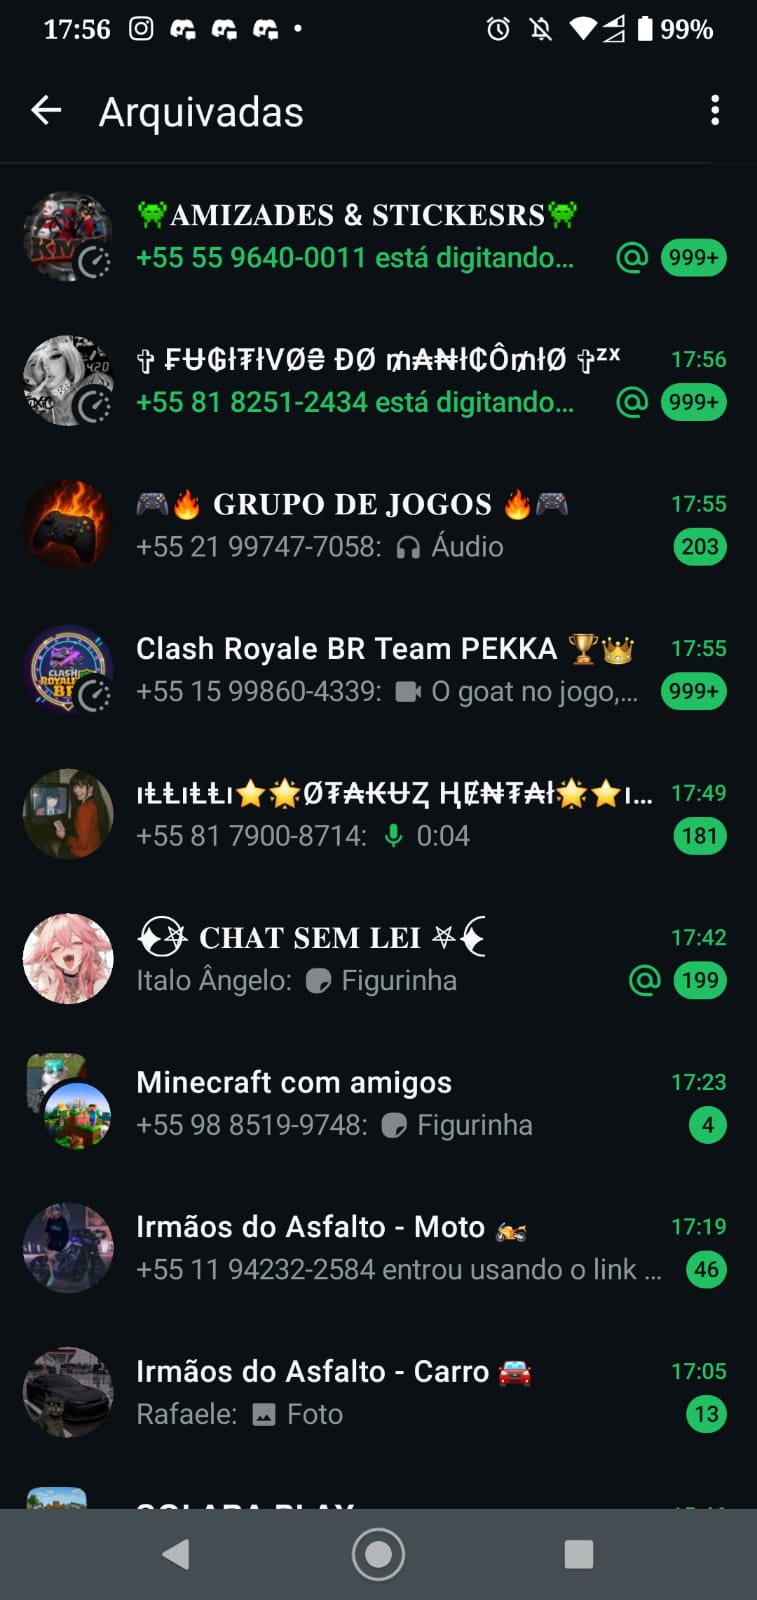 17:56 99%
Arquivadas
👾AMIZADES & STICKESRS👾
+55 55 9640-0011 está digitando... @ 999+
✞ ₣ɄǤƗŦƗVØ₴ ĐØ ₥₳₦ł₵Ô₥łØ ✞ᶻˣ 17:56
+55 81 8251-2434 está digitando... @ 999+
🎮🔥 GRUPO DE JOGOS 🔥🎮 17:55
+55 21 99747-7058: Áudio 203
Clash Royale BR Team PEKKA 🏆👑 17:55
+55 15 99860-4339: O goat no jogo,... 999+
ıⱠⱠıⱠⱠı⭐🌟Ø₮₳₭ɄⱫ ⱧɆ₦₮₳ł🌟⭐ı... 17:49
+55 81 7900-8714: 0:04 181
CHAT SEM LEI 17:42
Italo Ângelo: Figurinha @ 199
Minecraft com amigos 17:23
+55 98 8519-9748: Figurinha 4
Irmãos do Asfalto - Moto 🏍️ 17:19
+55 11 94232-2584 entrou usando o link ... 46
Irmãos do Asfalto - Carro 🚘 17:05
Rafaele: Foto 13